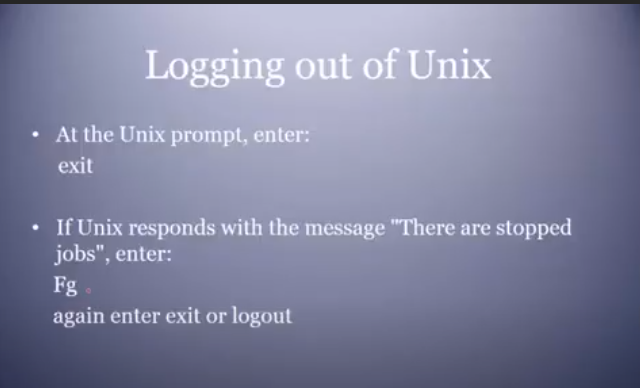 Logging out of Unix
• At the Unix prompt, enter:
exit
• If Unix responds with the message "There are stopped
jobs", enter:
Fg
again enter exit or logout